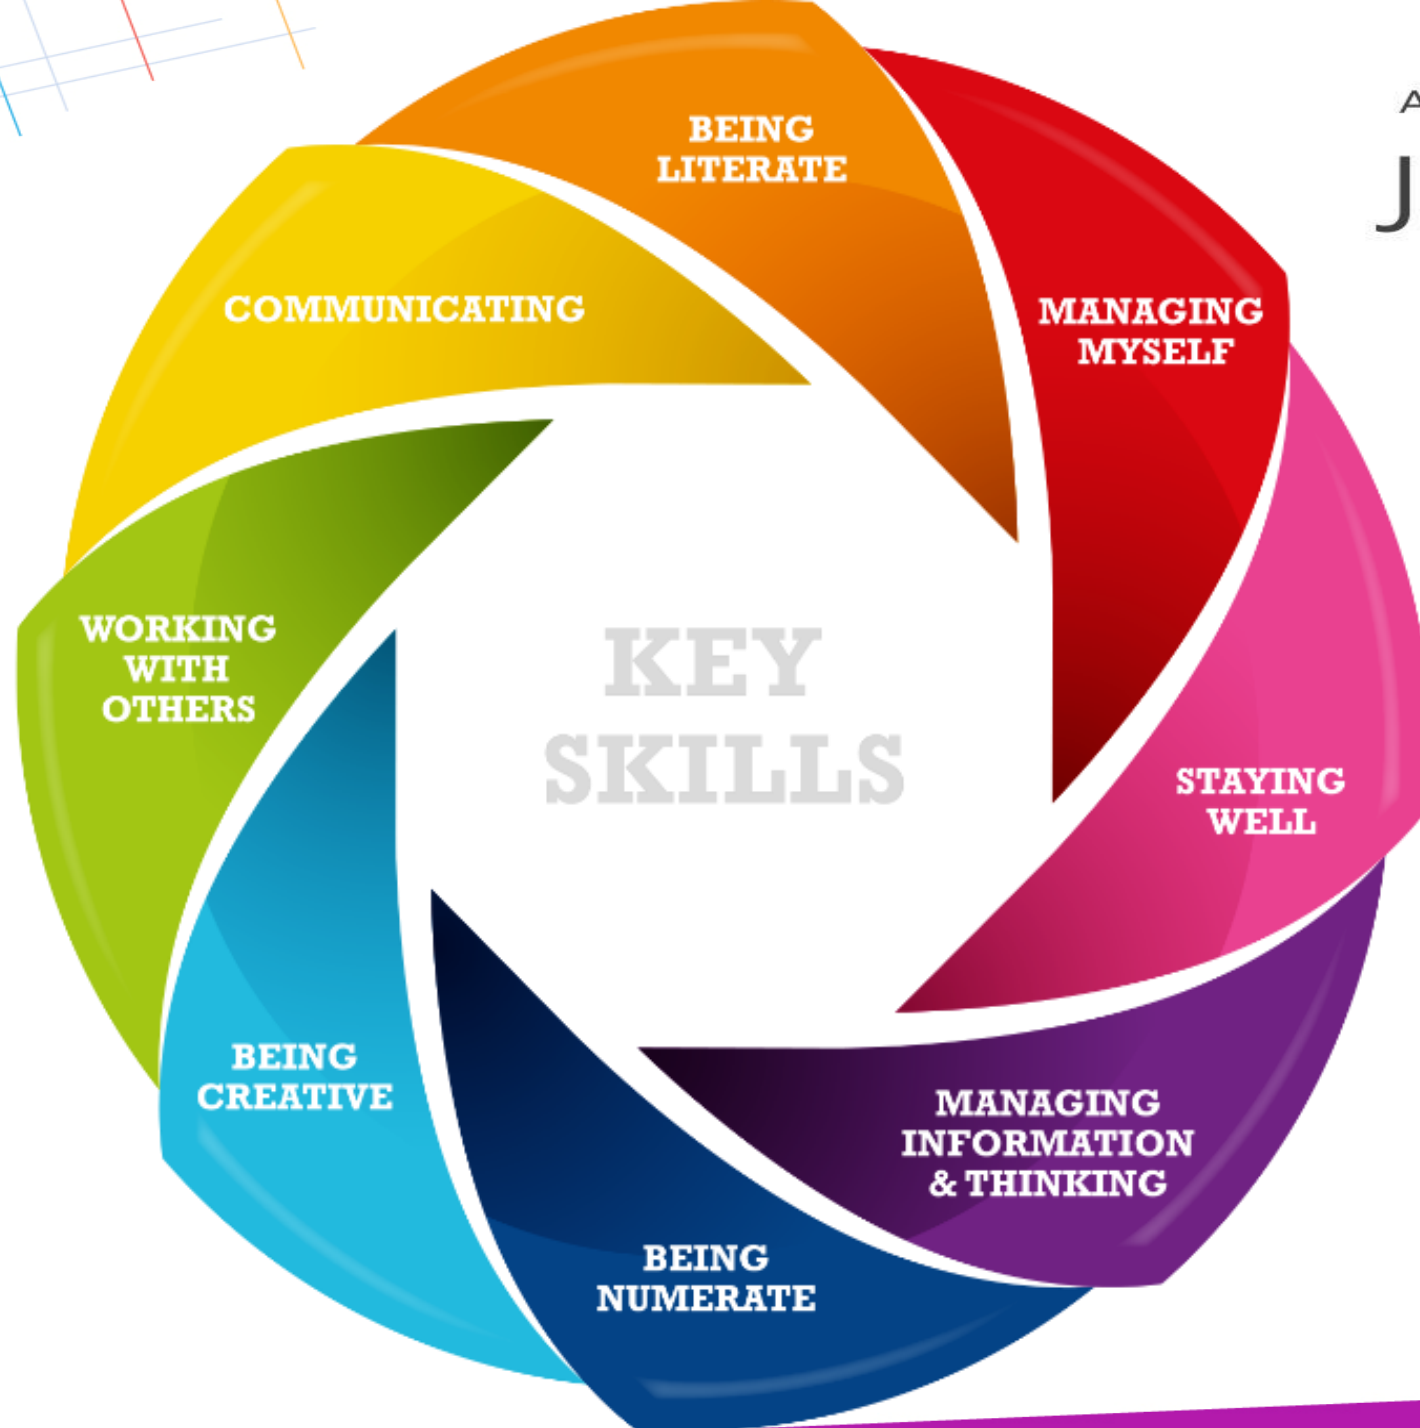 BEING
LITERATE
MANAGING
MYSELF
STAYING
WELL
MANAGING
INFORMATION
& THINKING
BEING
NUMERATE
BEING
CREATIVE
WORKING
WITH
OTHERS
COMMUNICATING
KEY
SKILLS
A
J